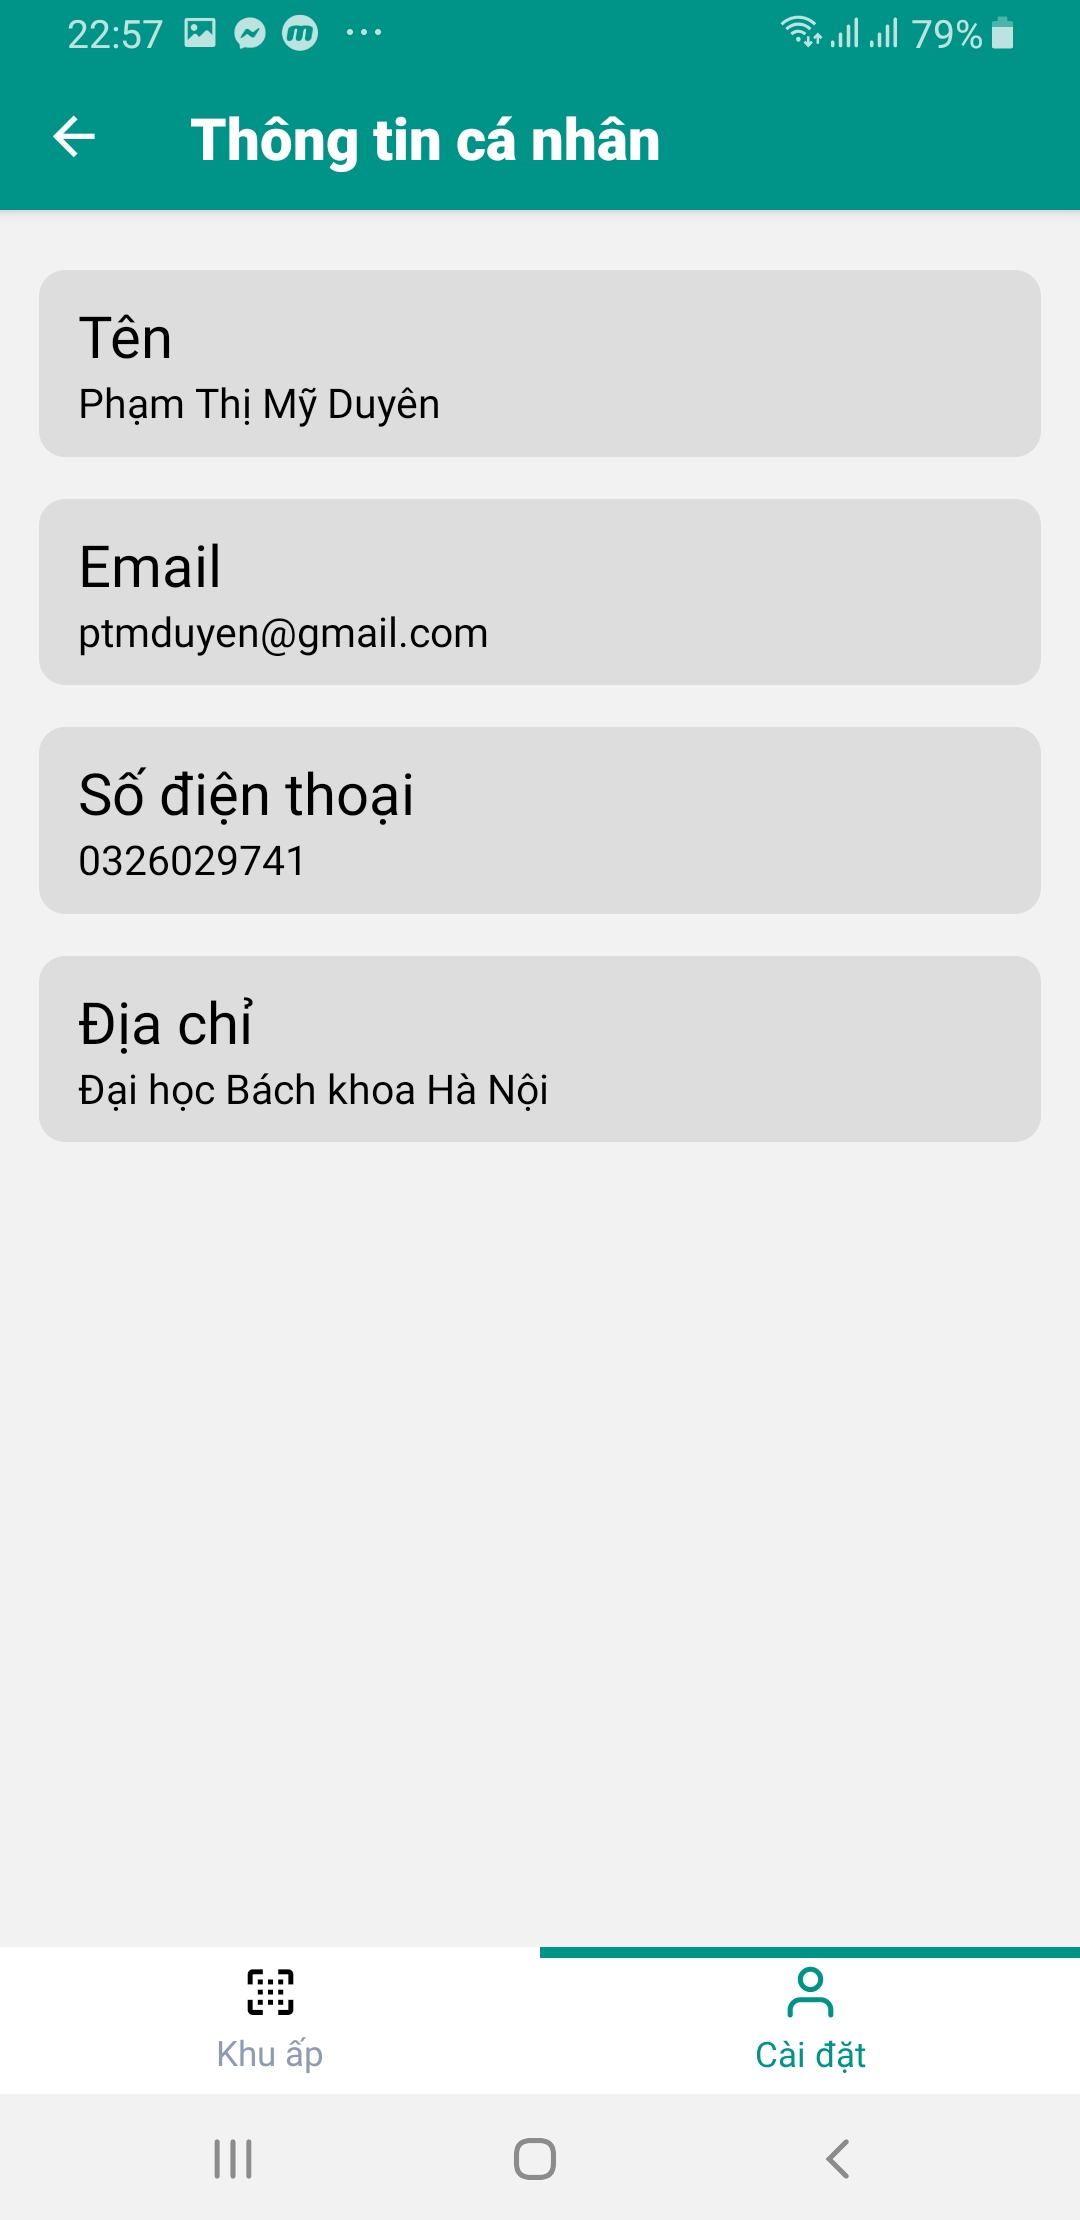 22:57
79%
Thông tin cá nhân
Tên
Phạm Thị Mỹ Duyên
Email
ptmduyen@gmail.com
Số điện thoại
0326029741
Địa chỉ
Đại học Bách khoa Hà Nội
Khu ấp
Cài đặt